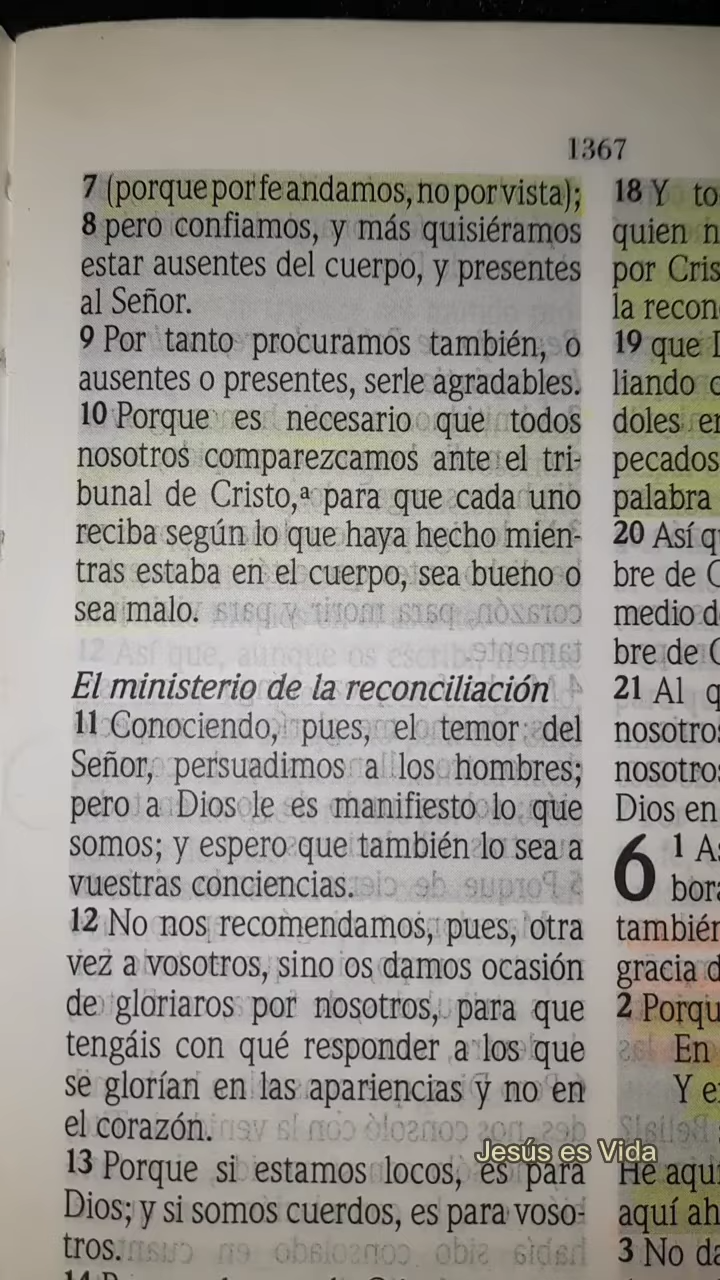 1367
7 (porque por fe andamos, no por vista);
8 pero confiamos, y más quisiéramos
estar ausentes del cuerpo, y presentes
al Señor.
9 Por tanto procuramos también, o
ausentes o presentes, serle agradables.
10 Porque es necesario que todos
nosotros comparezcamos ante el tri-
bunal de Cristo,ª para que cada uno
reciba según lo que haya hecho mien-
tras estaba en el cuerpo, sea bueno o
sea malo.
El ministerio de la reconciliación
11 Conociendo, pues, el temor del
Señor, persuadimos a los hombres;
pero a Dios le es manifiesto lo que
somos; y espero que también lo sea a
vuestras conciencias.
12 No nos recomendamos, pues, otra
vez a vosotros, sino os damos ocasión
de gloriaros por nosotros, para que
tengáis con qué responder a los que
se glorían en las apariencias y no en
el corazón.
13 Porque si estamos locos, es para
Dios; y si somos cuerdos, es para voso-
tros.
18 Y to
quien n
por Cris
la recon
19 que
liando
doles
pecados
palabra
20 Así q
bre de
medio d
bre de
21 Al q
nosotros
nosotros
Dios en
6 1
bora
también
gracia d
2 Porqu
En
Y e
He aquí
aquí ah
3 No da
Jesús es Vida